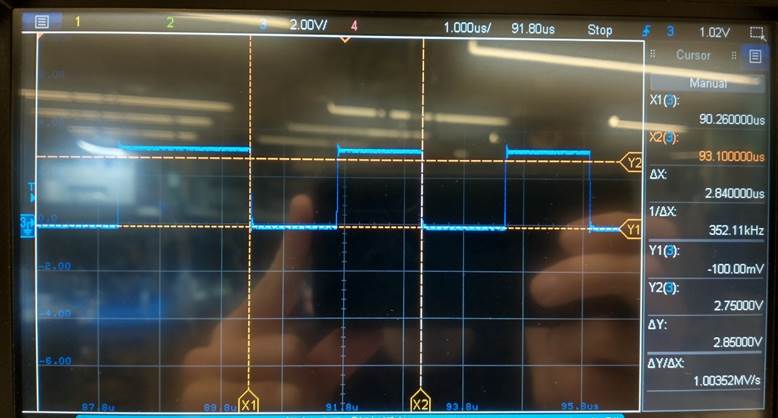 1 2 3 2.00V/ 4 1.000us/ 91.80us Stop 3 1.02V
Cursor
Manual
X1(3):
90.260000us
X2(3):
93.100000us
ΔX:
2.840000us
1/ΔX:
352.11kHz
Y1(3):
-100.00mV
Y2(3):
2.75000V
ΔY:
2.85000V
ΔY/ΔX:
1.00352MV/s
Y2
T
3
0.0
Y1
-2.00
-4.00
-6.00
87.8u 89.8u X1 91.8u X2 93.8u 95.8u